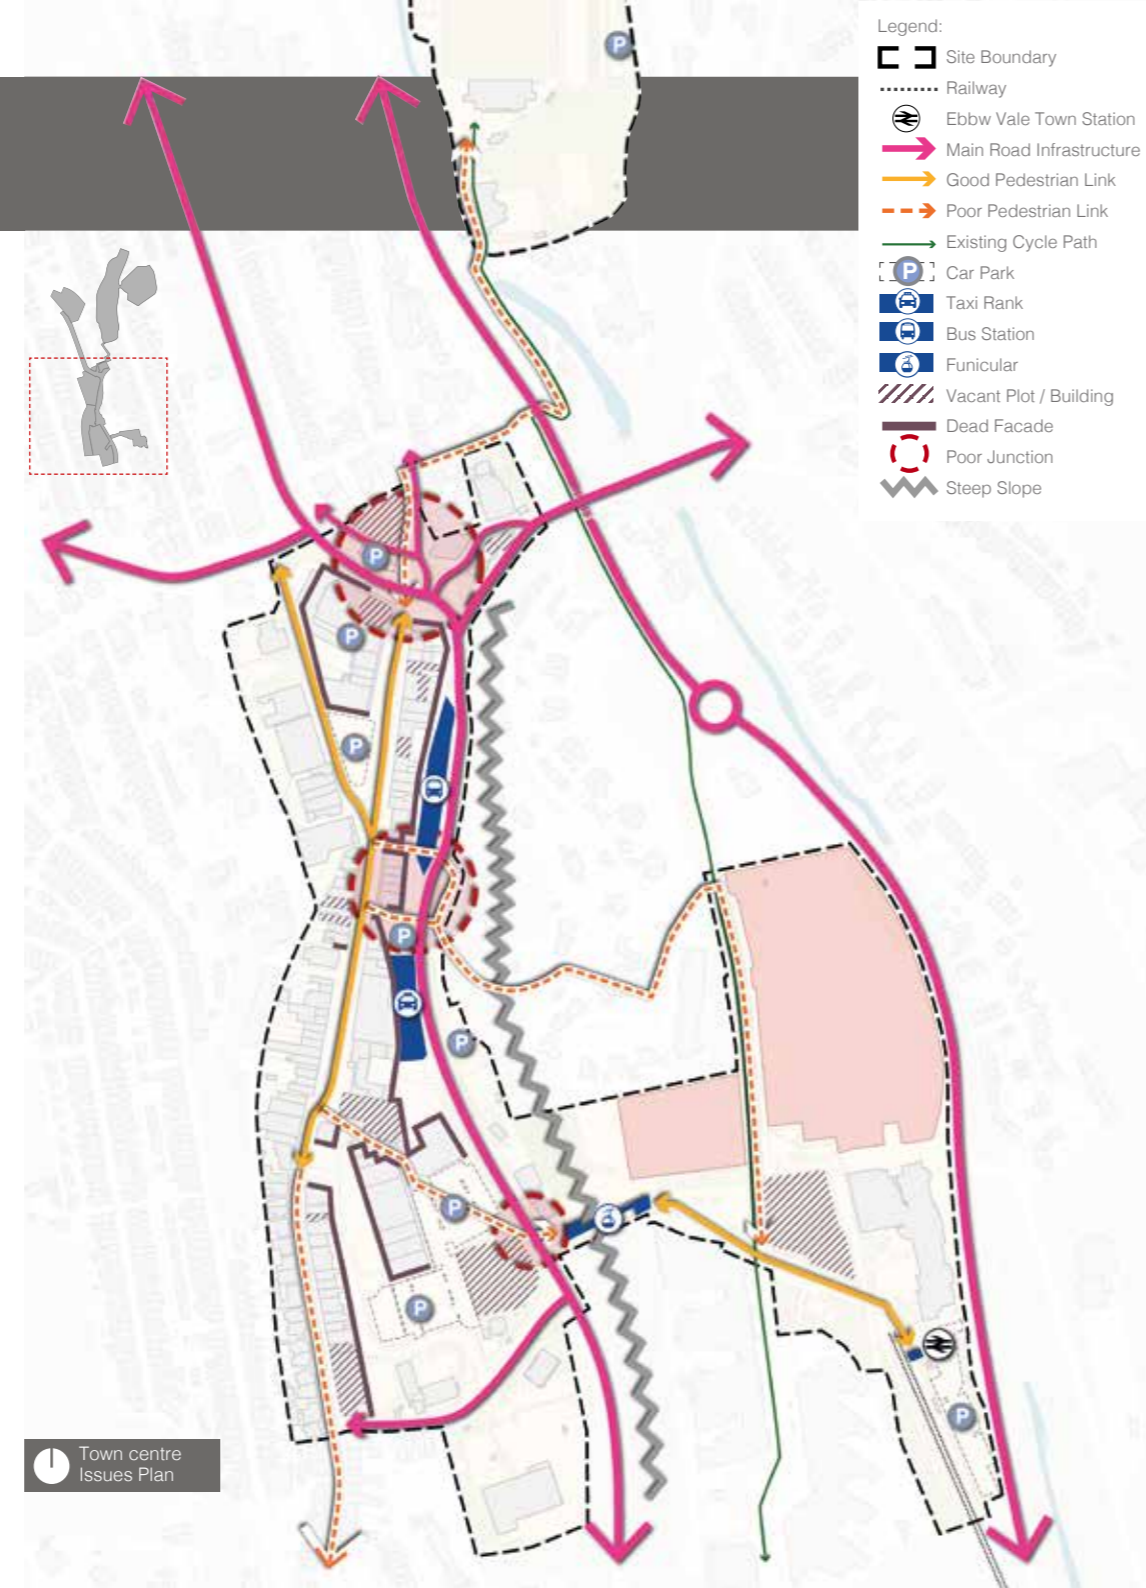 P
Legend:
Site Boundary
Railway
Ebbw Vale Town Station
Main Road Infrastructure
Good Pedestrian Link
Poor Pedestrian Link
Existing Cycle Path
P Car Park
Taxi Rank
Bus Station
Funicular
Vacant Plot / Building
Dead Facade
Poor Junction
Steep Slope
P
P
P
P
P
P
P
P
Town centre
Issues Plan